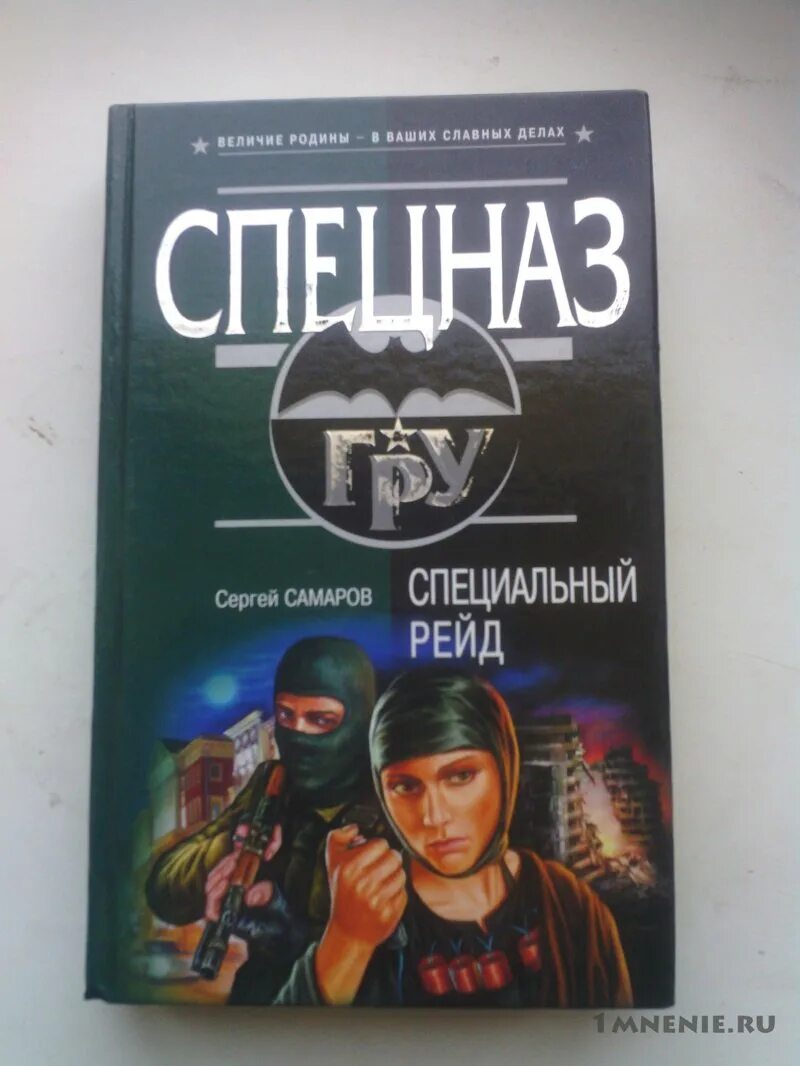 ВЕЛИЧИЕ РОДИНЫ – В ВАШИХ СЛАВНЫХ ДЕЛАХ
СПЕЦНАЗ
ГРУ
Сергей САМАРОВ
СПЕЦИАЛЬНЫЙ
РЕЙД
1MNENIE.RU